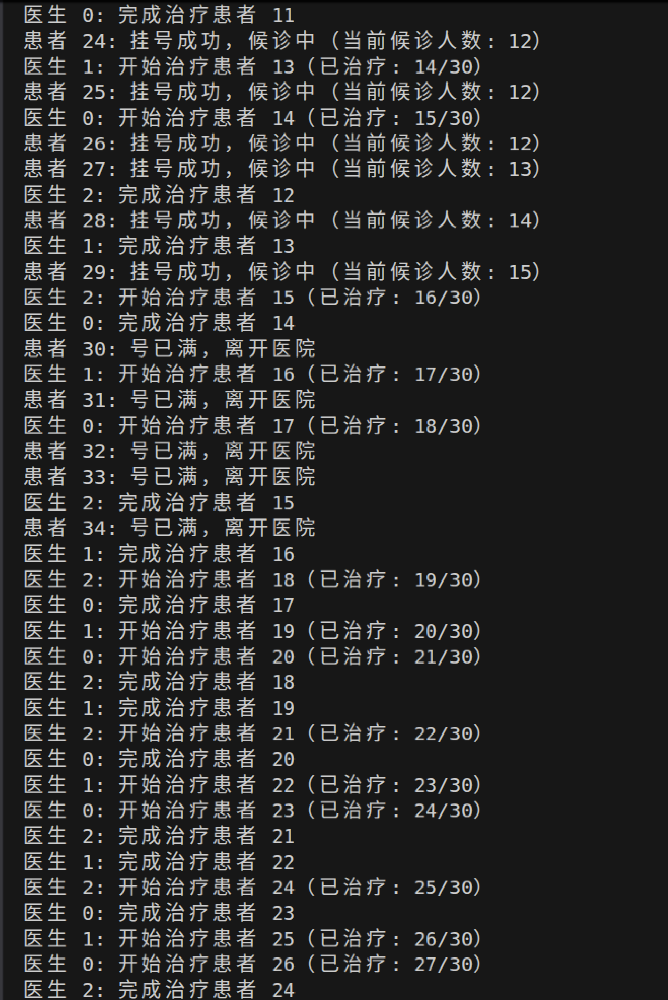 医生 0: 完成治疗患者 11
患者 24: 挂号成功，候诊中（当前候诊人数：12）
医生 1: 开始治疗患者 13（已治疗：14/30）
患者 25: 挂号成功，候诊中（当前候诊人数：12）
医生 0: 开始治疗患者 14（已治疗：15/30）
患者 26: 挂号成功，候诊中（当前候诊人数：12）
患者 27: 挂号成功，候诊中（当前候诊人数：13）
医生 2: 完成治疗患者 12
患者 28: 挂号成功，候诊中（当前候诊人数：14）
医生 1: 完成治疗患者 13
患者 29: 挂号成功，候诊中（当前候诊人数：15）
医生 2: 开始治疗患者 15（已治疗：16/30）
医生 0: 完成治疗患者 14
患者 30: 号已满，离开医院
医生 1: 开始治疗患者 16（已治疗：17/30）
患者 31: 号已满，离开医院
医生 0: 开始治疗患者 17（已治疗：18/30）
患者 32: 号已满，离开医院
患者 33: 号已满，离开医院
医生 2: 完成治疗患者 15
患者 34: 号已满，离开医院
医生 1: 完成治疗患者 16
医生 2: 开始治疗患者 18（已治疗：19/30）
医生 0: 完成治疗患者 17
医生 1: 开始治疗患者 19（已治疗：20/30）
医生 0: 开始治疗患者 20（已治疗：21/30）
医生 2: 完成治疗患者 18
医生 1: 完成治疗患者 19
医生 2: 开始治疗患者 21（已治疗：22/30）
医生 0: 完成治疗患者 20
医生 1: 开始治疗患者 22（已治疗：23/30）
医生 0: 开始治疗患者 23（已治疗：24/30）
医生 2: 完成治疗患者 21
医生 1: 完成治疗患者 22
医生 2: 开始治疗患者 24（已治疗：25/30）
医生 0: 完成治疗患者 23
医生 1: 开始治疗患者 25（已治疗：26/30）
医生 0: 开始治疗患者 26（已治疗：27/30）
医生 2: 完成治疗患者 24